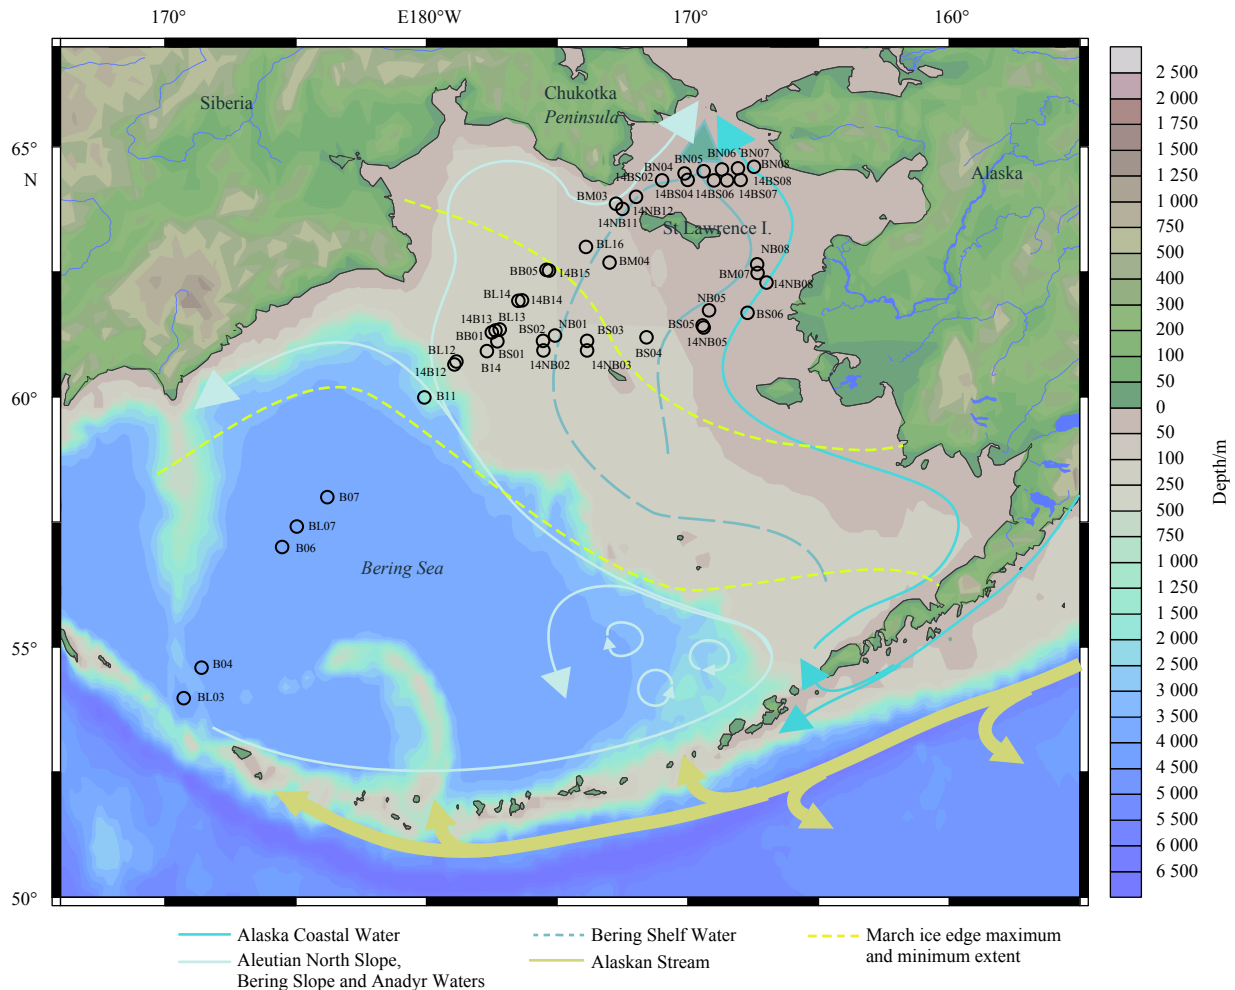 170°
E180°W
170°
160°
Siberia
Chukotka
Peninsula
Alaska
65°
N
60°
55°
50°
BN06
BN07
BN05
BN08
BN04
14BS02
14BS08
14BS04
14BS06
14BS07
BM03
14NB12
14NB11
St Lawrence I.
BL16
BM04
NB08
BB05
14B15
BM07
14NB08
BL14
14B14
NB05
14B13
BL13
NB01
BS06
BB01
BS02
BS03
BS05
14NB05
BL12
BS01
BS04
14B12
B14
14NB02
14NB03
B11
B07
BL07
B06
Bering Sea
B04
BL03
2 500
2 000
1 750
1 500
1 250
1 000
750
500
400
300
200
100
50
0
50
100
250
500
750
1 000
1 250
1 500
2 000
2 500
3 000
3 500
4 000
4 500
5 000
5 500
6 000
6 500
Depth/m
Alaska Coastal Water
Aleutian North Slope,
Bering Slope and Anadyr Waters
Bering Shelf Water
Alaskan Stream
March ice edge maximum
and minimum extent